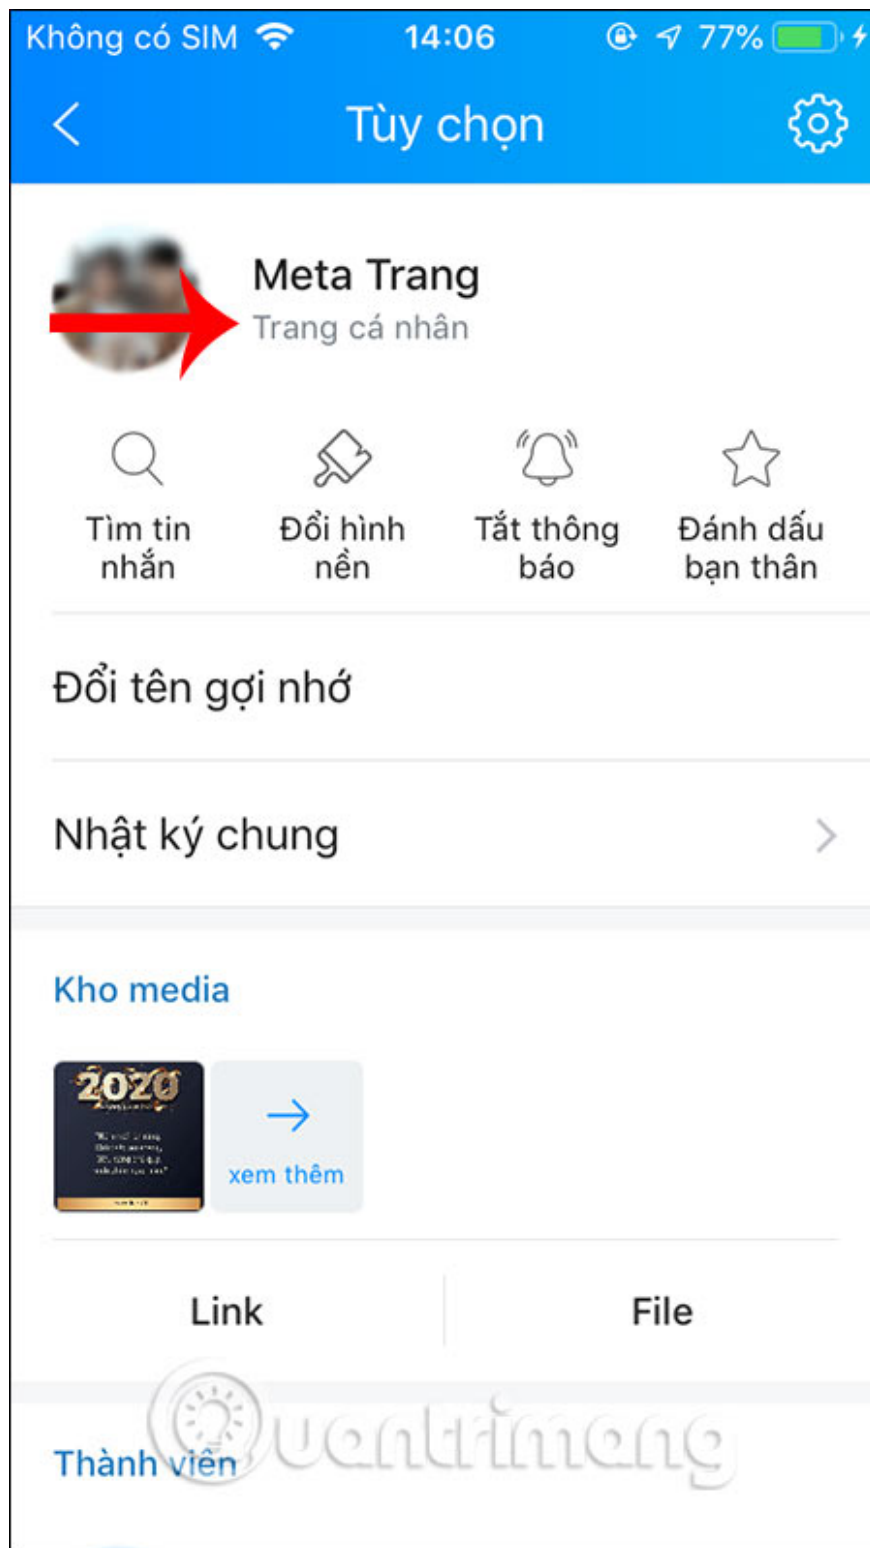 Không có SIM 14:06 77%
Tùy chọn
Meta Trang
Trang cá nhân
Tìm tin nhắn
Đổi hình nền
Tắt thông báo
Đánh dấu bạn thân
Đổi tên gợi nhớ
Nhật ký chung
Kho media
2020
xem thêm
Link File
Quantrimang
Thành viên